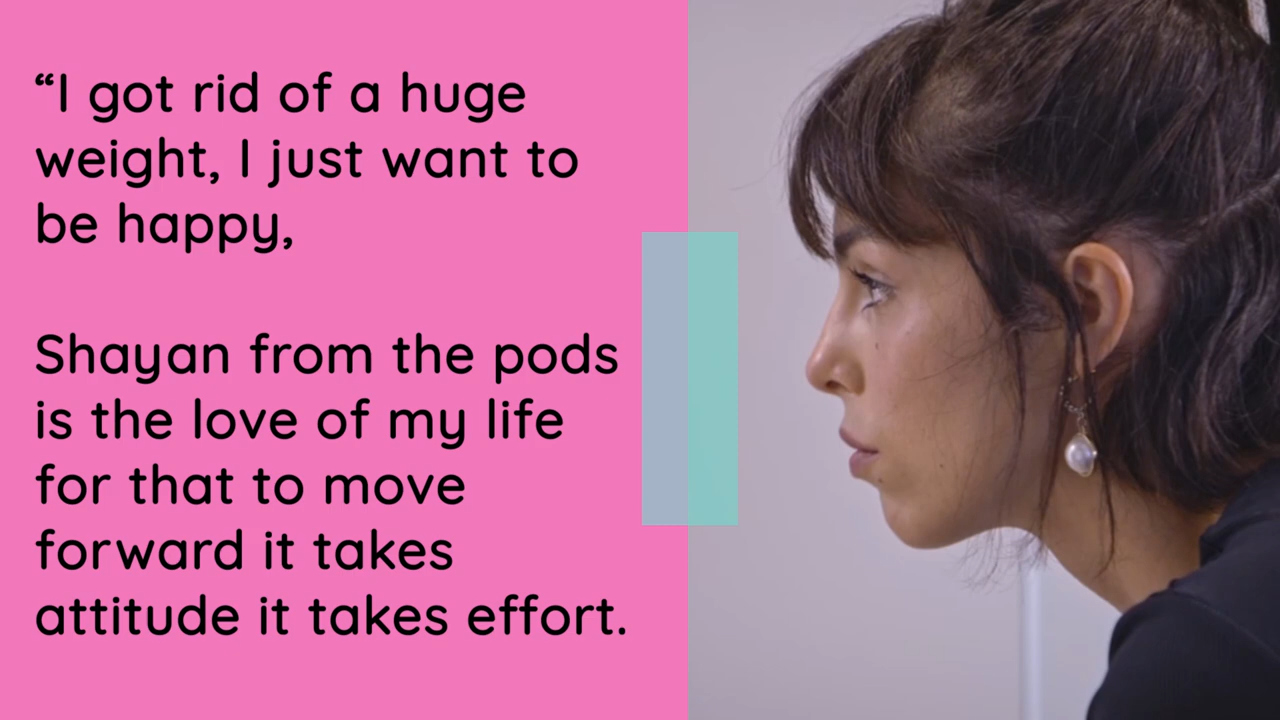 “I got rid of a huge
weight, I just want to
be happy,
Shayan from the pods
is the love of my life
for that to move
forward it takes
attitude it takes effort.